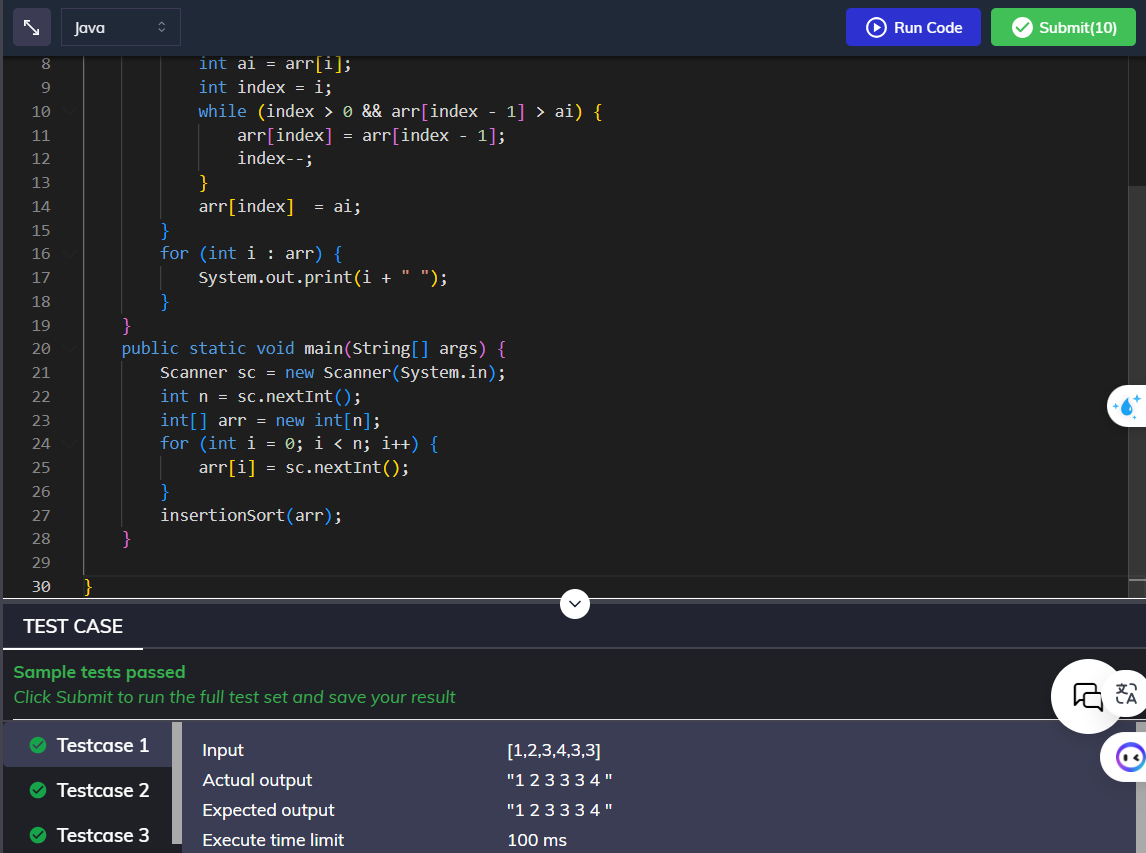 Java
Run Code
Submit(10)
8 int ai = arr[i];
9 int index = i;
10 while (index > 0 && arr[index - 1] > ai) {
11 arr[index] = arr[index - 1];
12 index--;
13 }
14 arr[index]  = ai;
15 }
16 for (int i : arr) {
17 System.out.print(i + " ");
18 }
19 }
20 public static void main(String[] args) {
21 Scanner sc = new Scanner(System.in);
22 int n = sc.nextInt();
23 int[] arr = new int[n];
24 for (int i = 0; i < n; i++) {
25 arr[i] = sc.nextInt();
26 }
27 insertionSort(arr);
28 }
29
30 }
TEST CASE
Sample tests passed
Click Submit to run the full test set and save your result
Testcase 1
Testcase 2
Testcase 3
Input [1,2,3,4,3,3]
Actual output "1 2 3 3 3 4 "
Expected output "1 2 3 3 3 4 "
Execute time limit 100 ms
文A